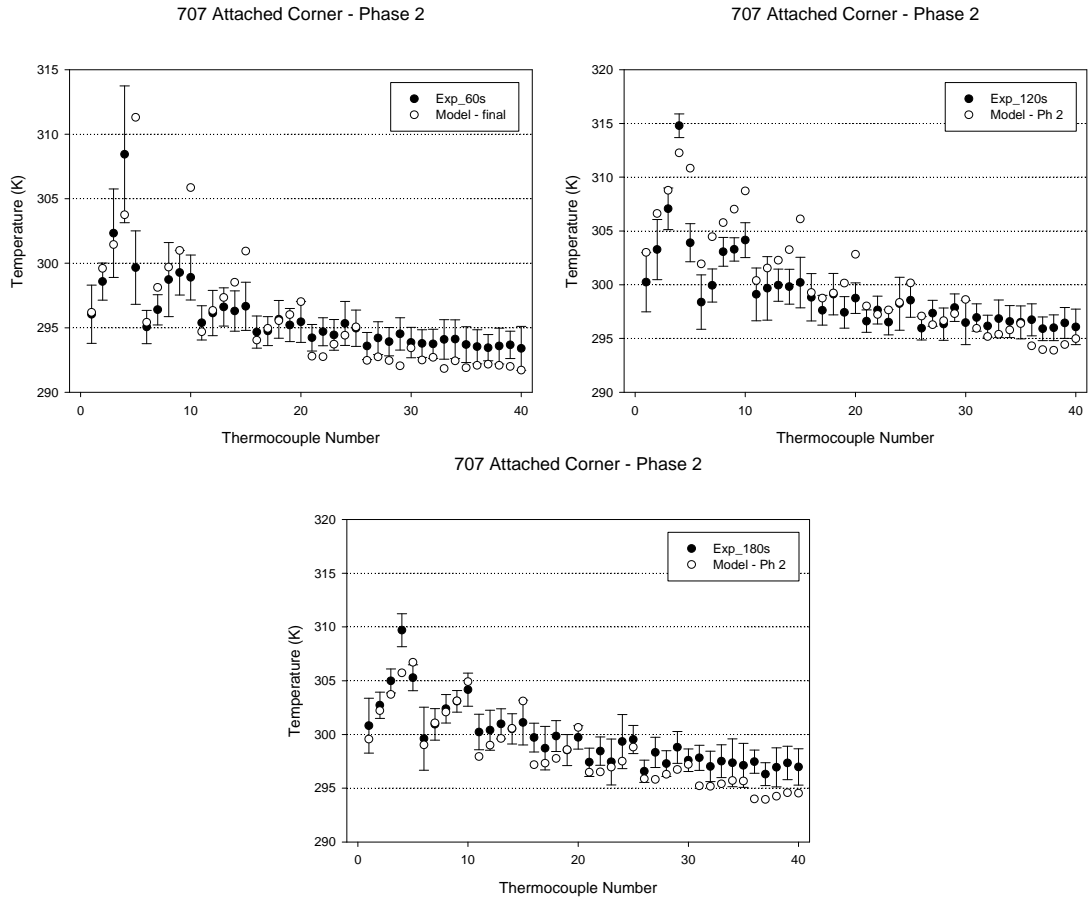 707 Attached Corner - Phase 2
315
310
305
300
295
290
Temperature (K)
Exp_60s
Model - final
0 10 20 30 40
Thermocouple Number
707 Attached Corner - Phase 2
320
315
310
305
300
295
290
Temperature (K)
Exp_120s
Model - Ph 2
0 10 20 30 40
Thermocouple Number
707 Attached Corner - Phase 2
320
315
310
305
300
295
290
Temperature (K)
Exp_180s
Model - Ph 2
0 10 20 30 40
Thermocouple Number